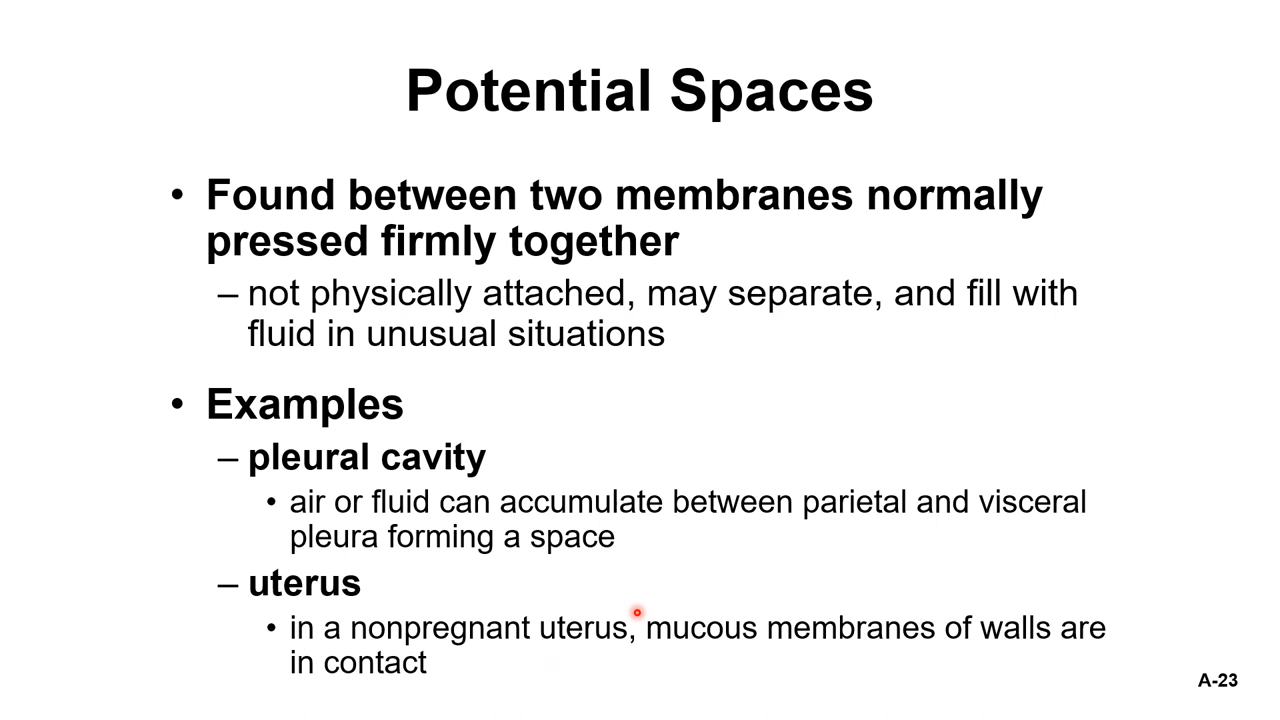 Potential Spaces
• Found between two membranes normally
pressed firmly together
– not physically attached, may separate, and fill with
fluid in unusual situations
• Examples
– pleural cavity
• air or fluid can accumulate between parietal and visceral
pleura forming a space
– uterus
• in a nonpregnant uterus, mucous membranes of walls are
in contact
A-23